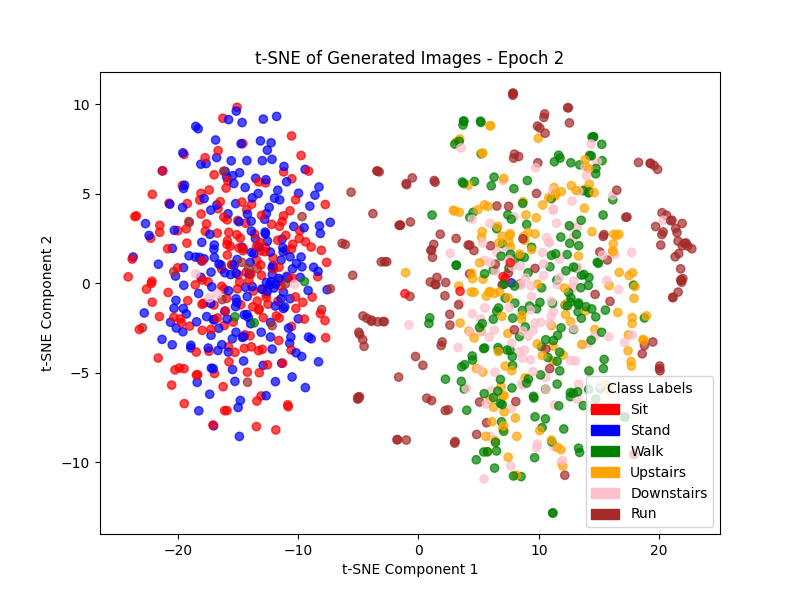 t-SNE of Generated Images - Epoch 2
t-SNE Component 2
10
5
0
−5
−10
Class Labels
Sit
Stand
Walk
Upstairs
Downstairs
Run
−20
−10
0
10
20
t-SNE Component 1